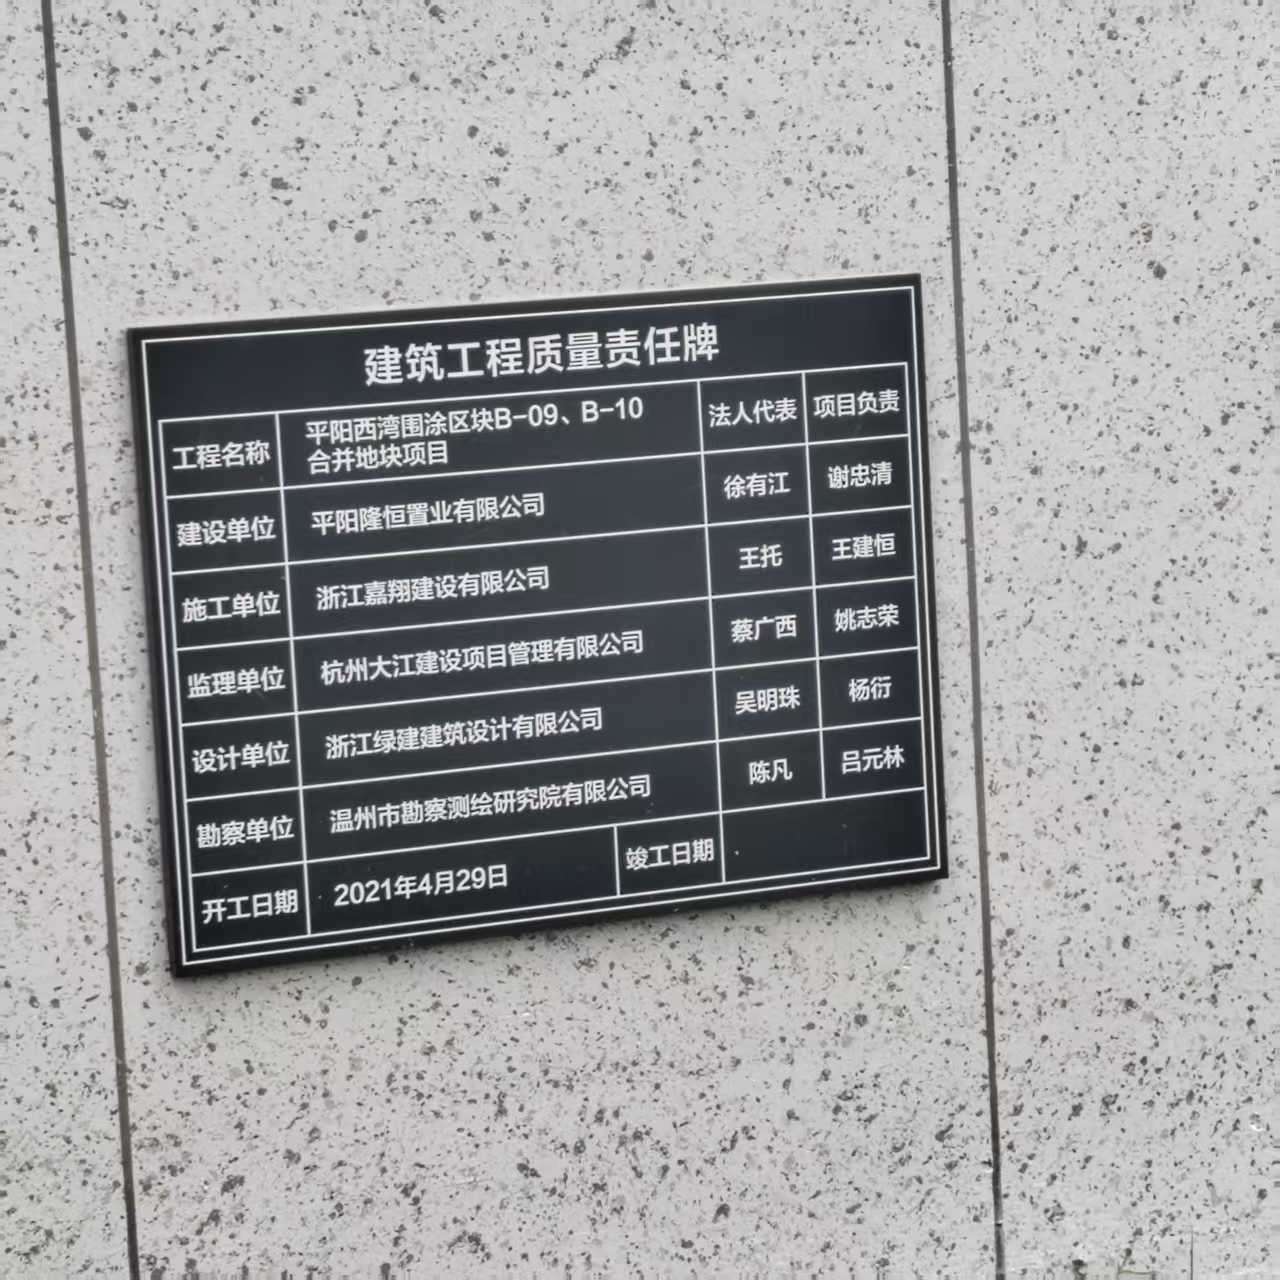 建筑工程质量责任牌
工程名称 平阳西湾围涂区块B-09、B-10 法人代表 项目负责
合并地块项目
建设单位 平阳隆恒置业有限公司 徐有江 谢忠清
施工单位 浙江嘉翔建设有限公司 王托 王建恒
监理单位 杭州大江建设项目管理有限公司 蔡广西 姚志荣
设计单位 浙江绿建建筑设计有限公司 吴明珠 杨衍
勘察单位 温州市勘察测绘研究院有限公司 陈凡 吕元林
开工日期 2021年4月29日 竣工日期